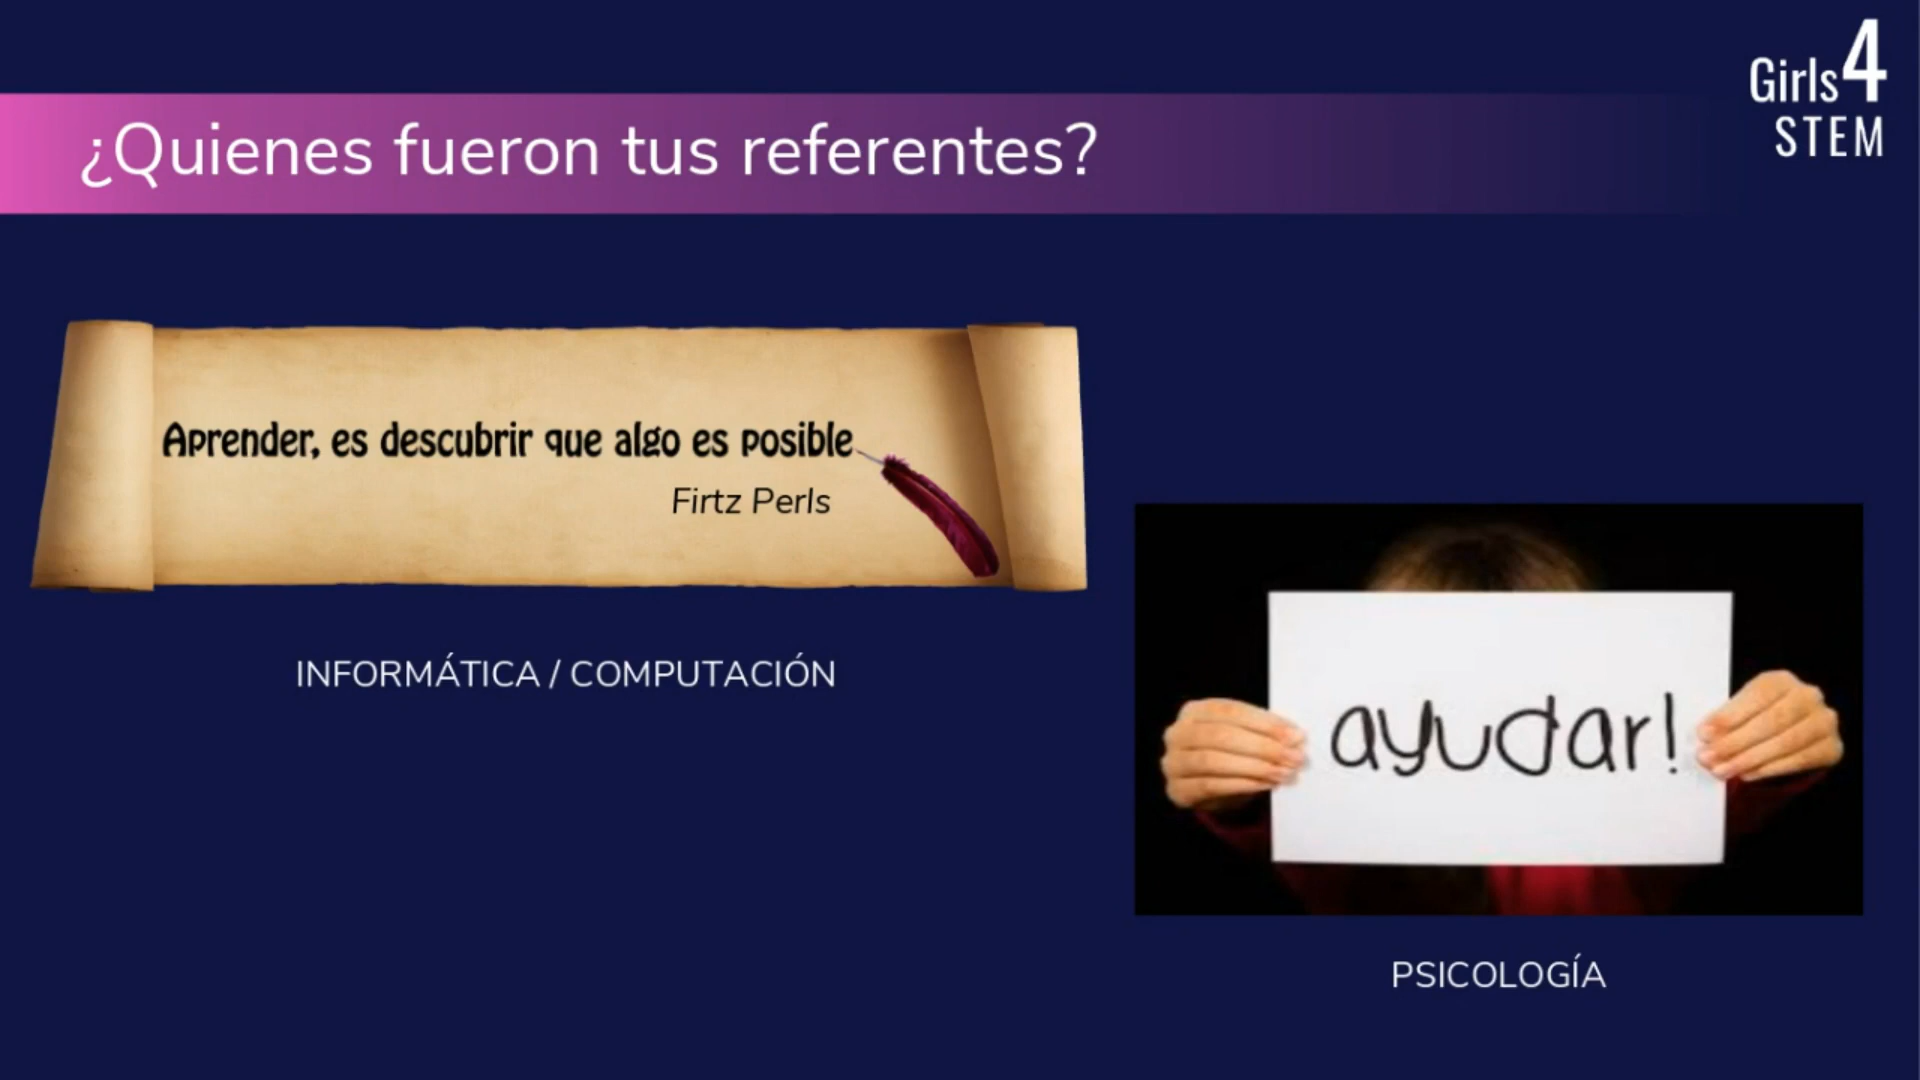 Girls4
STEM
¿Quienes fueron tus referentes?
Aprender, es descubrir que algo es posible
Firtz Perls
INFORMÁTICA / COMPUTACIÓN
ayudar!
PSICOLOGÍA